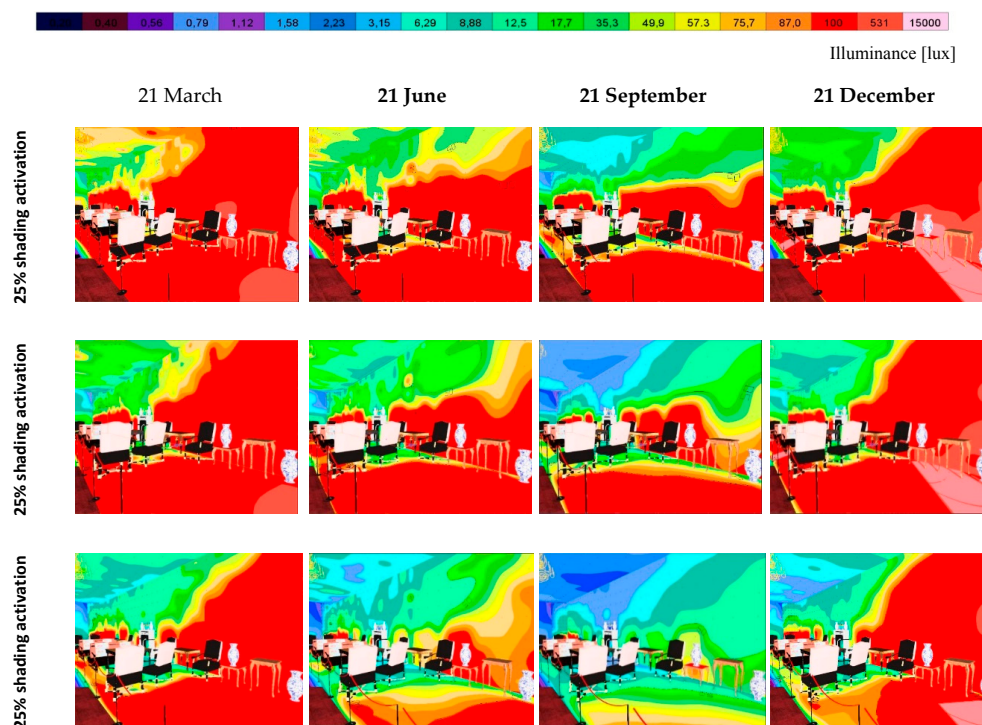 0,40 0,56 0,79 1,12 1,58 2,23 3,15 4,45 6,29 8,88 12,5 17,7 35,3 49,9 57.3 75,7 87,0 100 531 15000
Illuminance [lux]
21 March 21 June 21 September 21 December
25% shading activation
25% shading activation
25% shading activation